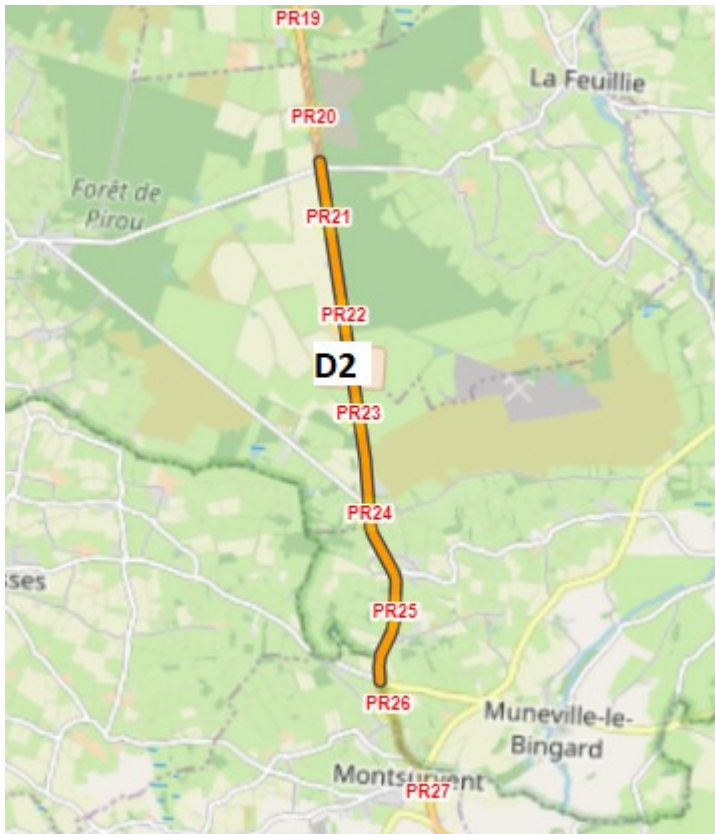 PR19
La Feuillie
PR20
Forêt de
Pirou
PR21
PR22
D2
PR23
PR24
sses
PR25
PR26
Muneville-le-
Bingard
Montsurvent
PR27